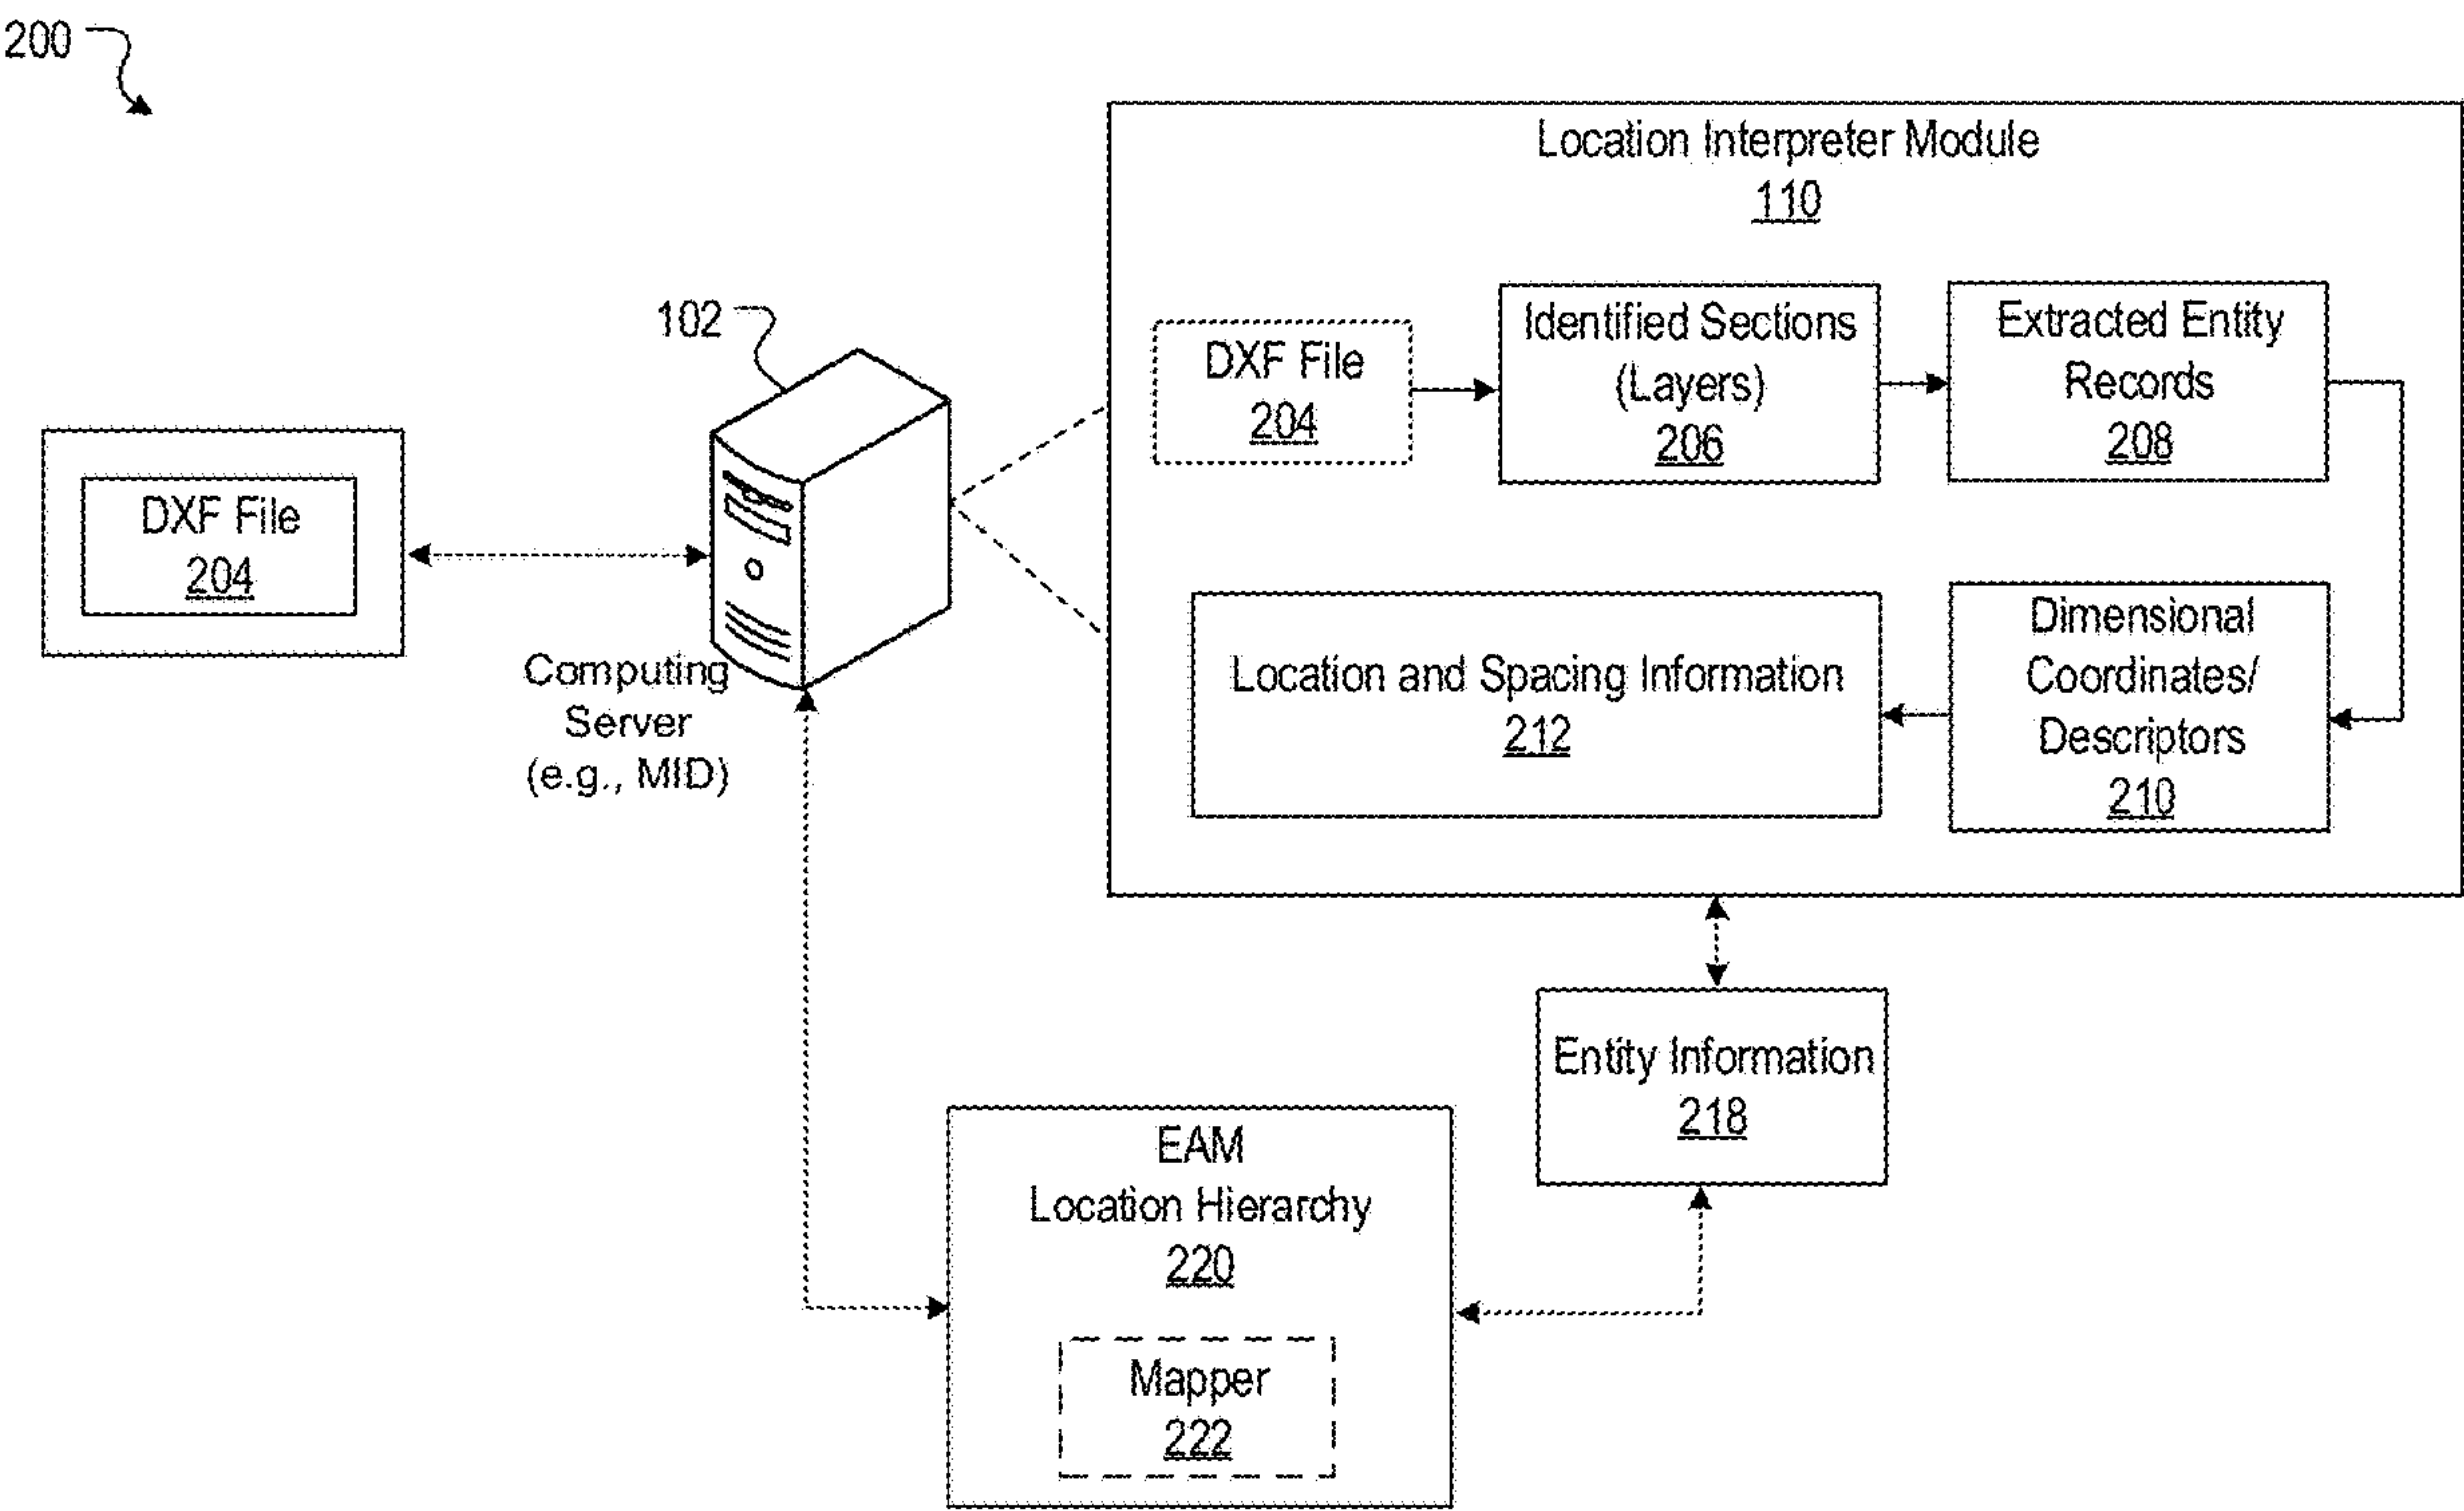 200
Location Interpreter Module
110
102
DXF File
204
Identified Sections
(Layers)
206
Extracted Entity
Records
208
DXF File
204
Computing
Server
(e.g., MID)
Location and Spacing Information
212
Dimensional
Coordinates/
Descriptors
210
Entity Information
218
EAM
Location Hierarchy
220
Mapper
222